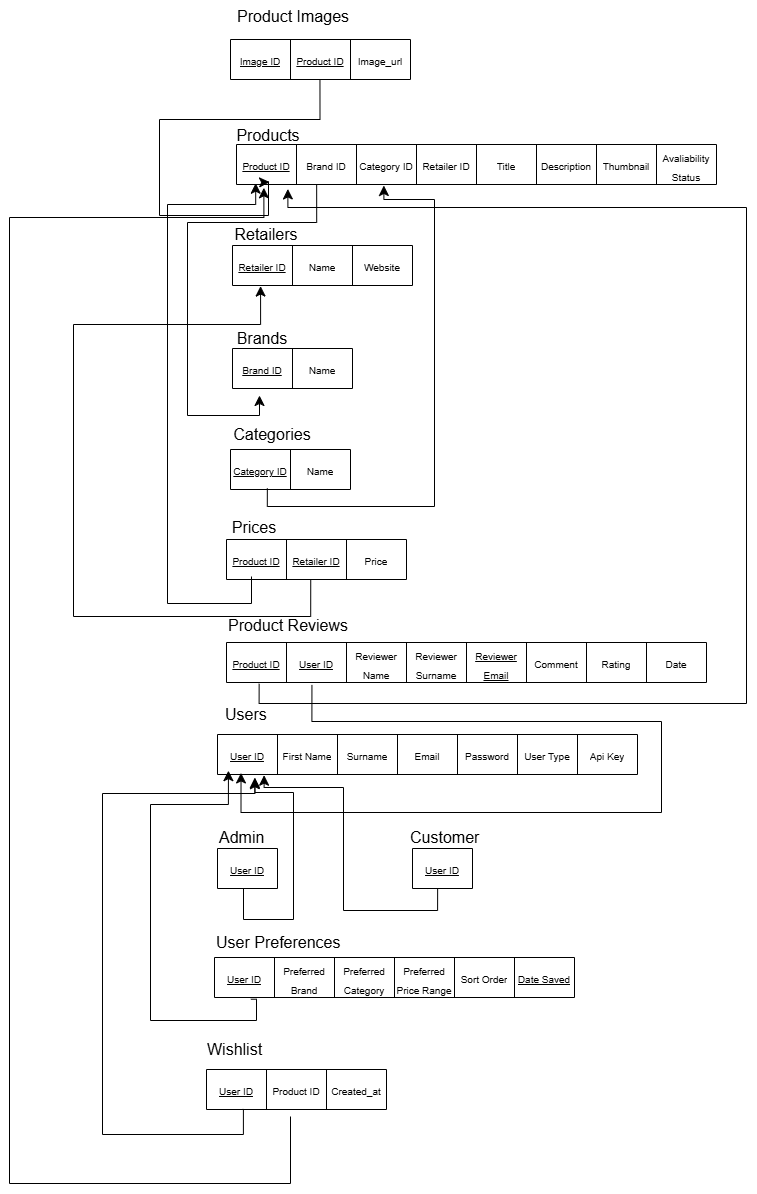 Product Images
Image ID Product ID Image_url
Products
Product ID Brand ID Category ID Retailer ID Title Description Thumbnail Avaliability
Status
Retailers
Retailer ID Name Website
Brands
Brand ID Name
Categories
Category ID Name
Prices
Product ID Retailer ID Price
Product Reviews
Product ID User ID Reviewer Name Reviewer Surname Reviewer Email Comment Rating Date
Users
User ID First Name Surname Email Password User Type Api Key
Admin Customer
User ID User ID
User Preferences
User ID Preferred Brand Preferred Category Preferred Price Range Sort Order Date Saved
Wishlist
User ID Product ID Created_at